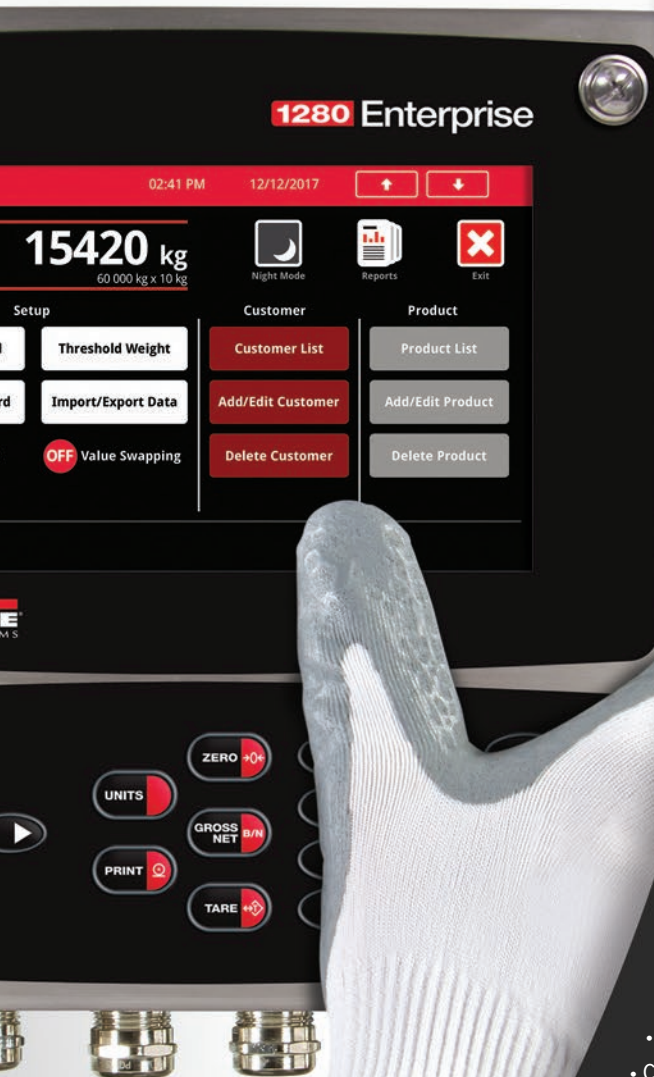 1280 Enterprise
02:41 PM 12/12/2017
15420 kg
60 000 kg x 10 kg
Night Mode Reports Exit
Setup Customer Product
Threshold Weight Customer List Product List
Import/Export Data Add/Edit Customer Add/Edit Product
OFF Value Swapping Delete Customer Delete Product
ZERO →0←
UNITS
GROSS NET B/N
PRINT
TARE